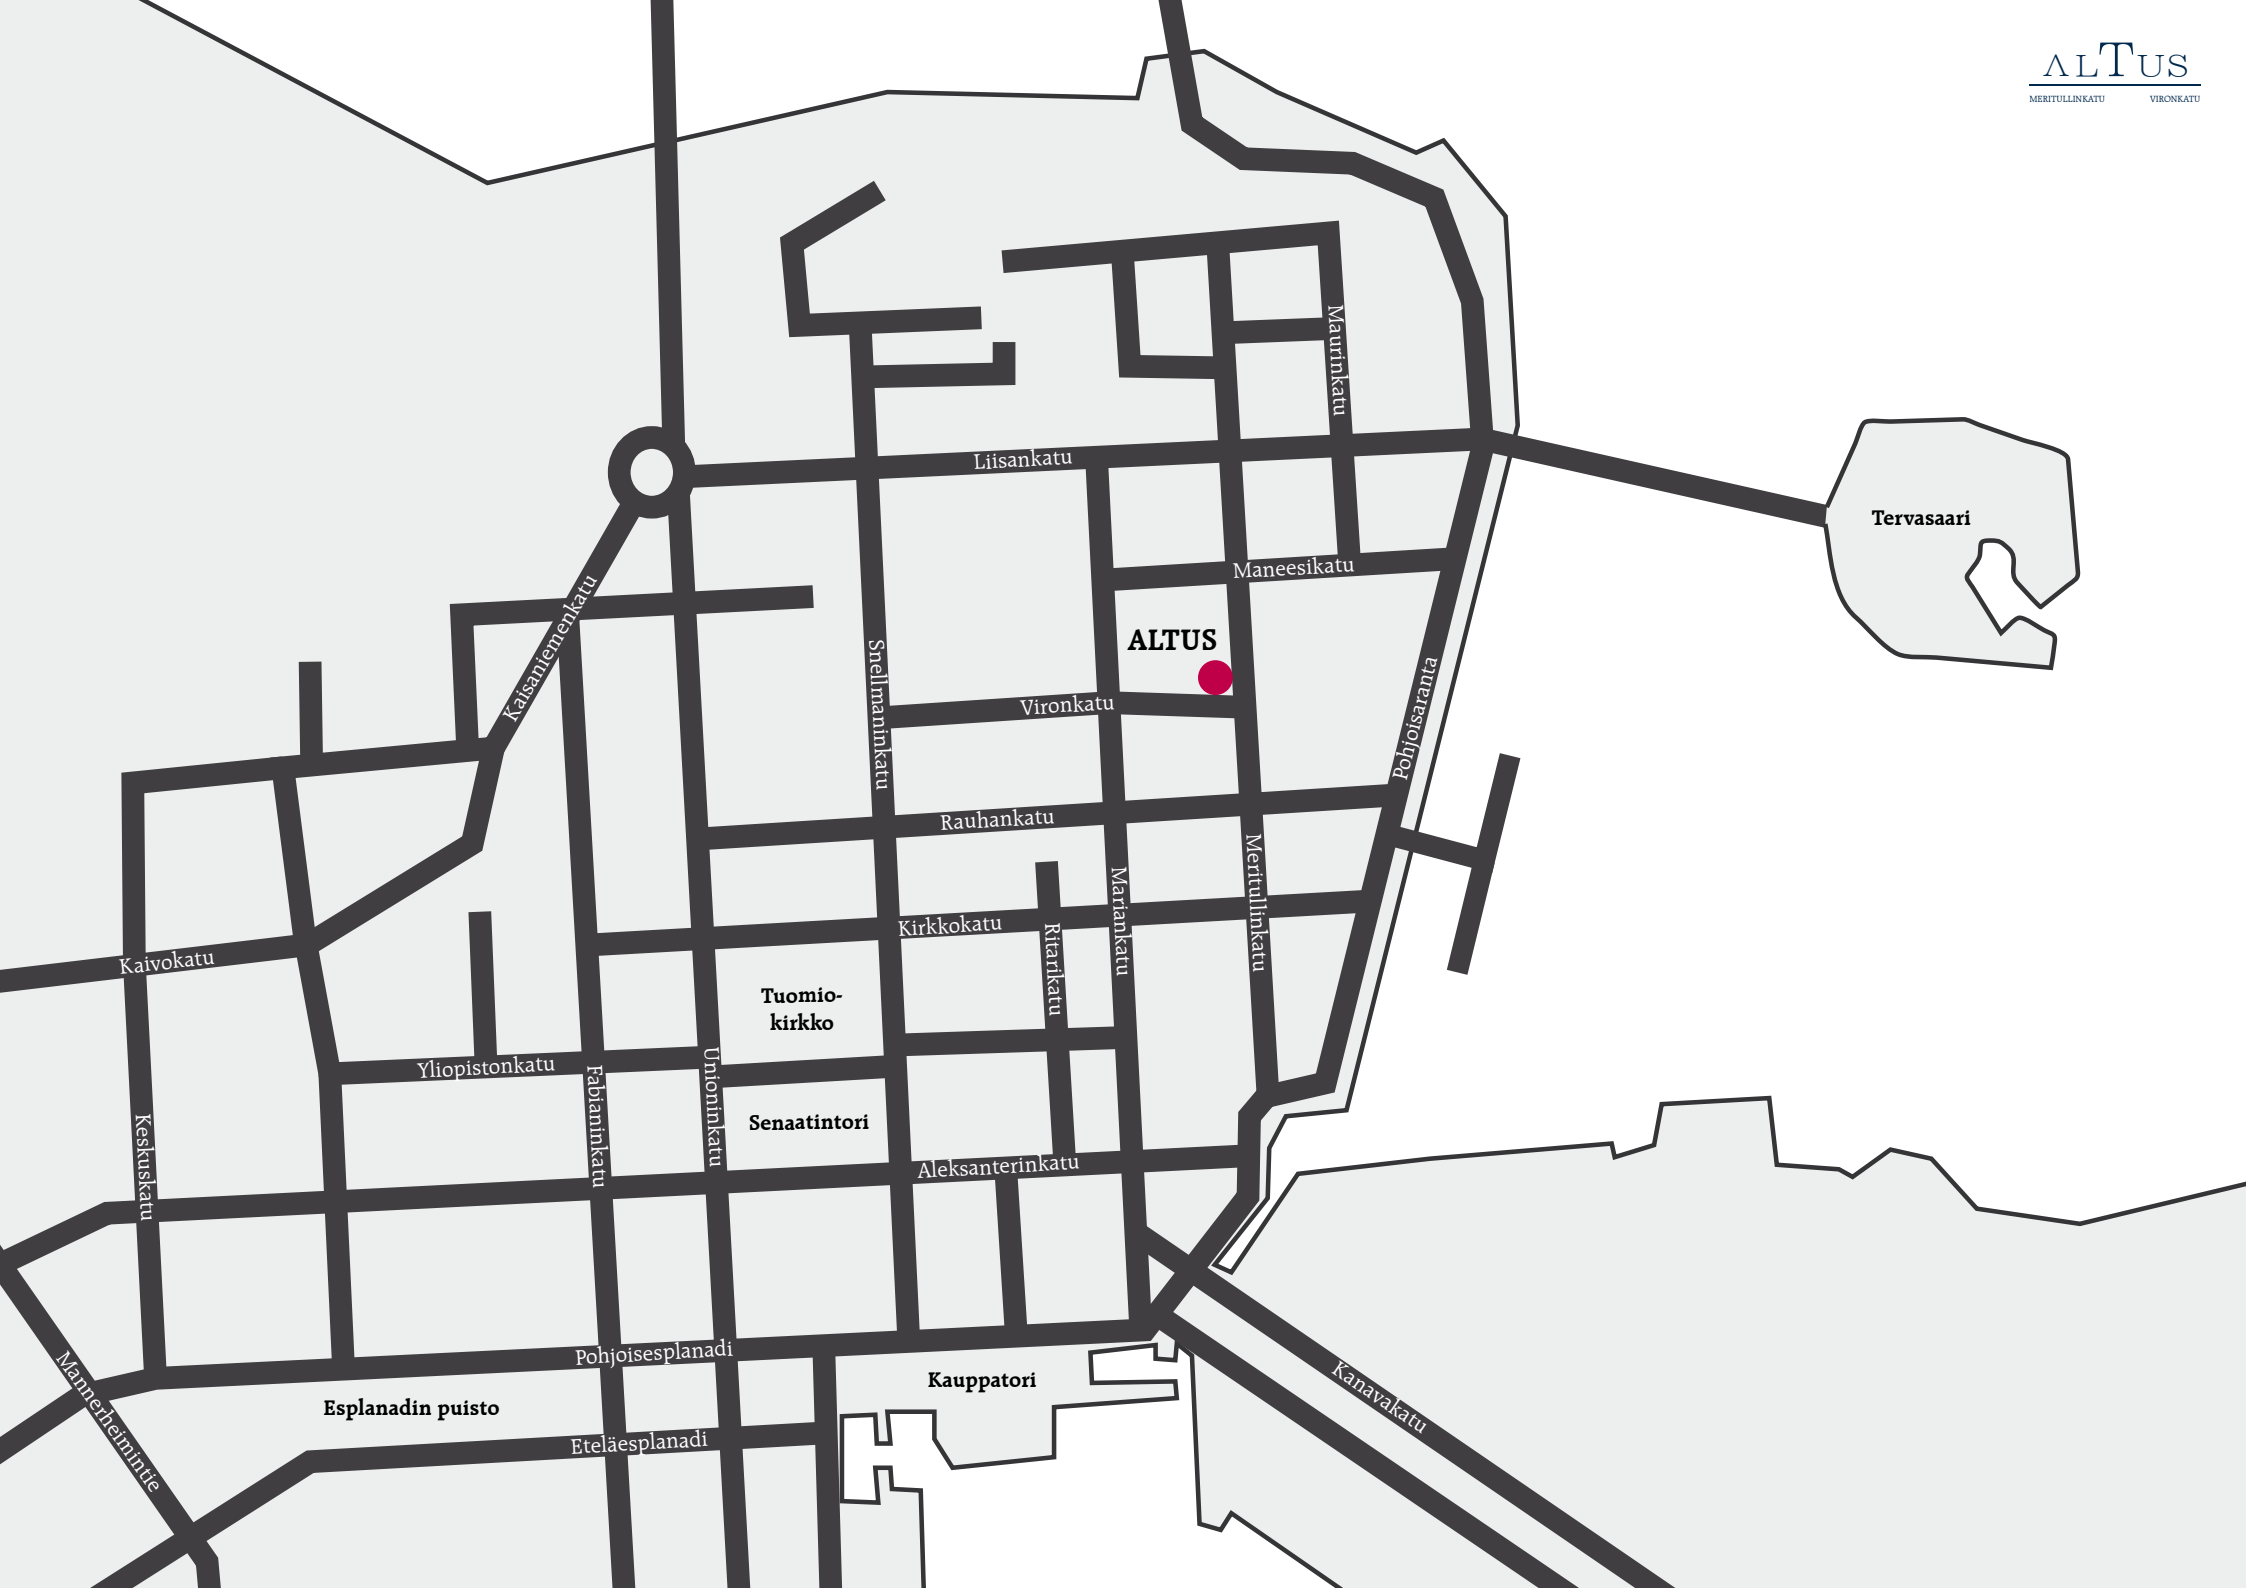 ALTUS
MERITULLINKATU VIRONKATU
Maurinkatu
Liisankatu
Tervasaari
Maneesikatu
Kaisaniemenkatu
ALTUS
Snellmaninkatu
Vironkatu
Pohjoisaranta
Rauhankatu
Meritullinkatu
Mariankatu
Kirkkokatu
Ritarikatu
Kaivokatu
Tuomio-
kirkko
Yliopistonkatu
Unioninkatu
Fabianinkatu
Keskuskatu
Senaatintori
Aleksanterinkatu
Pohjoisesplanadi
Mannerheimintie
Kauppatori
Kanavakatu
Esplanadin puisto
Eteläesplanadi